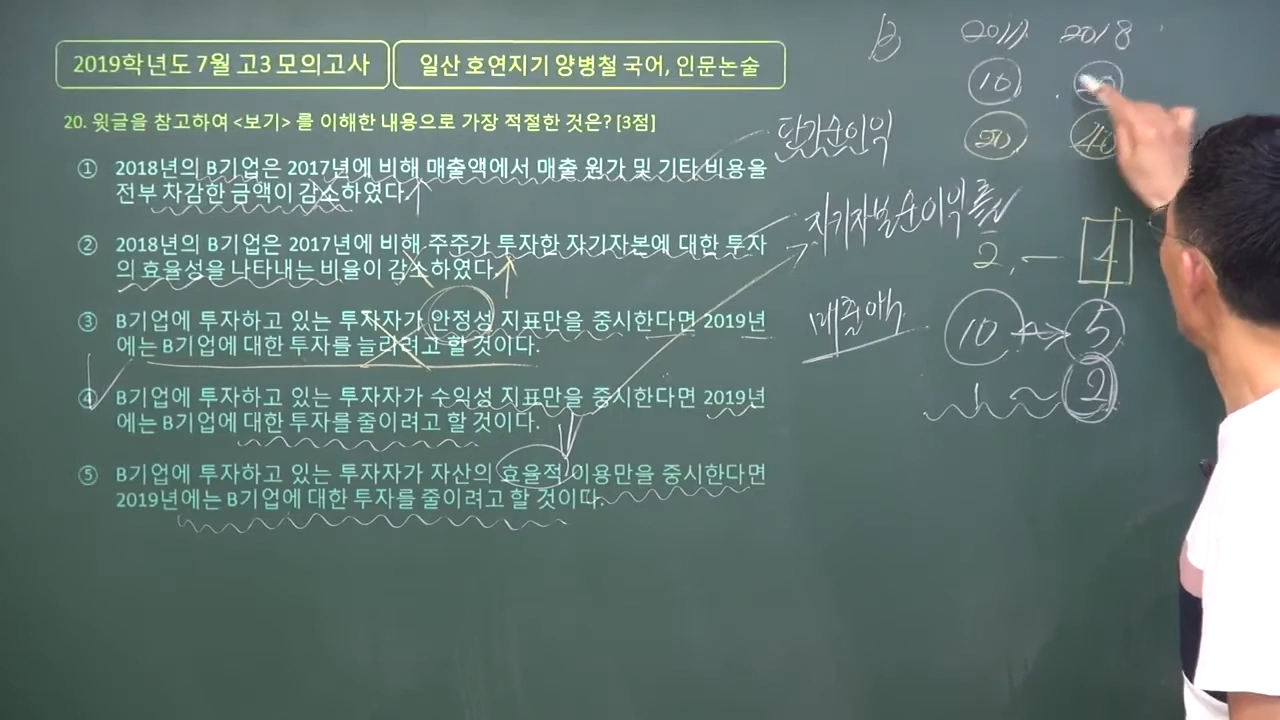 2019학년도 7월 고3 모의고사
일산 호연지기 양병철 국어, 인문논술
20. 윗글을 참고하여 <보기> 를 이해한 내용으로 가장 적절한 것은? [3점]
① 2018년의 B기업은 2017년에 비해 매출액에서 매출 원가 및 기타 비용을
전부 차감한 금액이 감소하였다.
② 2018년의 B기업은 2017년에 비해 주주가 투자한 자기자본에 대한 투자
의 효율성을 나타내는 비율이 감소하였다.
③ B기업에 투자하고 있는 투자자가 안정성 지표만을 중시한다면 2019년
에는 B기업에 대한 투자를 늘리려고 할 것이다.
④ B기업에 투자하고 있는 투자자가 수익성 지표만을 중시한다면 2019년
에는 B기업에 대한 투자를 줄이려고 할 것이다.
⑤ B기업에 투자하고 있는 투자자가 자산의 효율적 이용만을 중시한다면
2019년에는 B기업에 대한 투자를 줄이려고 할 것이다.
B 2017 2018
10
당기순이익 20 40
자기자본순이익률
2 4
매출액 10 5
1 2